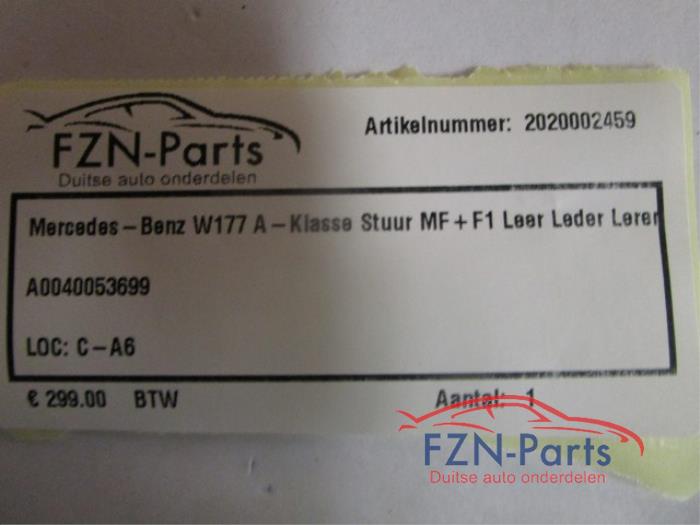 FZN-Parts
Duitse auto onderdelen
Artikelnummer: 2020002459
Mercedes-Benz W177 A-Klasse Stuur MF+F1 Leer Leder Leren
A0040053699
LOC: C-A6
€ 299.00 BTW
Aantal: 1
FZN-Parts
Duitse auto onderdelen